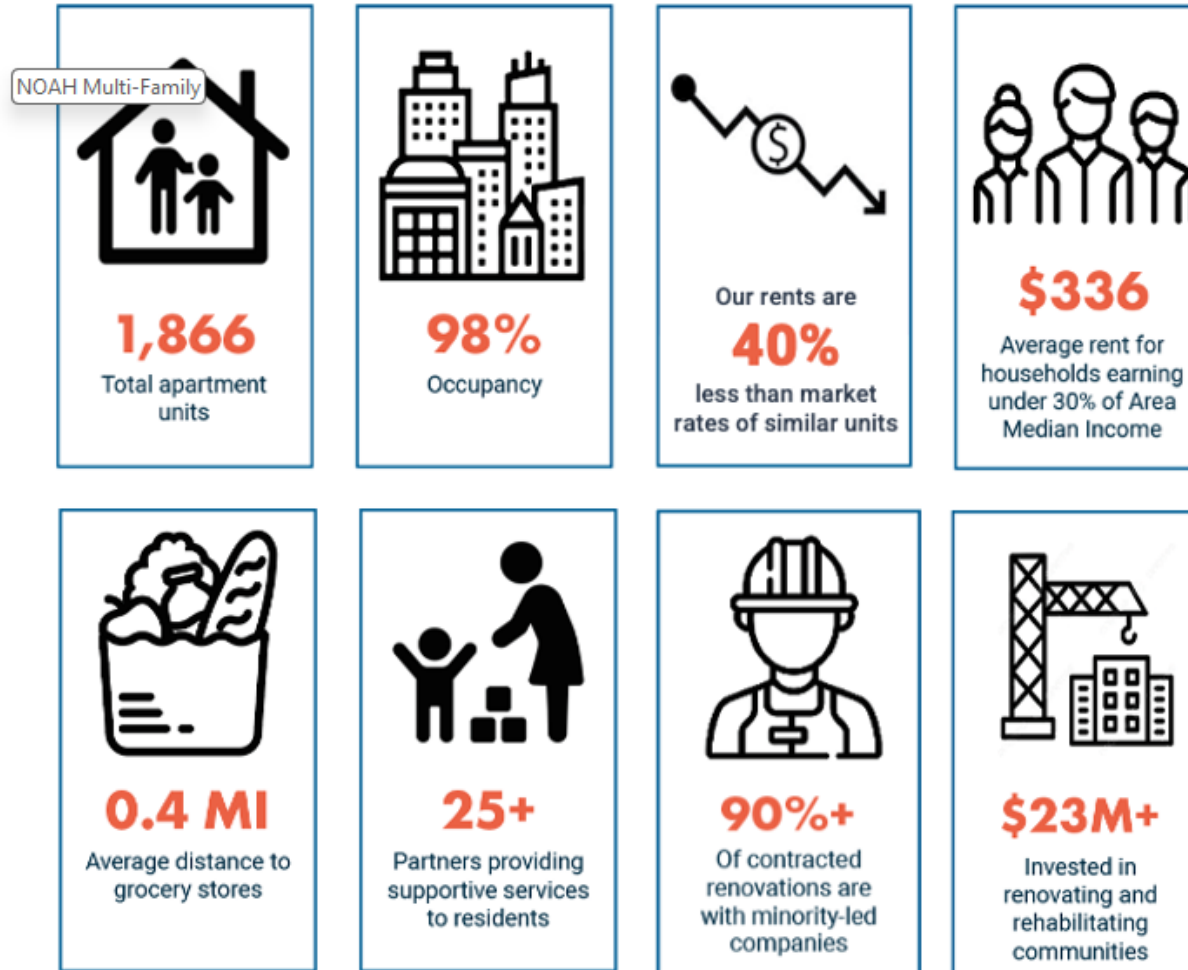 NOAH Multi-Family
1,866
Total apartment
units
98%
Occupancy
$
Our rents are
40%
less than market
rates of similar units
$336
Average rent for
households earning
under 30% of Area
Median Income
0.4 MI
Average distance to
grocery stores
25+
Partners providing
supportive services
to residents
90%+
Of contracted
renovations are
with minority-led
companies
$23M+
Invested in
renovating and
rehabilitating
communities